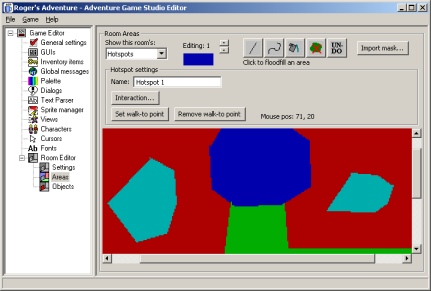 Roger's Adventure - Adventure Game Studio Editor
File Game Help
Game Editor
General settings
GUIs
Inventory items
Global messages
Palette
Dialogs
Text Parser
Sprite manager
Views
Characters
Cursors
Ab Fonts
Room Editor
Settings
Areas
Objects
Room Areas
Show this room's:
Hotspots
Editing: 1
UN-
DO
Import mask...
Click to floodfill an area
Hotspot settings
Name: Hotspot 1
Interaction...
Set walk-to point Remove walk-to point Mouse pos: 71, 20